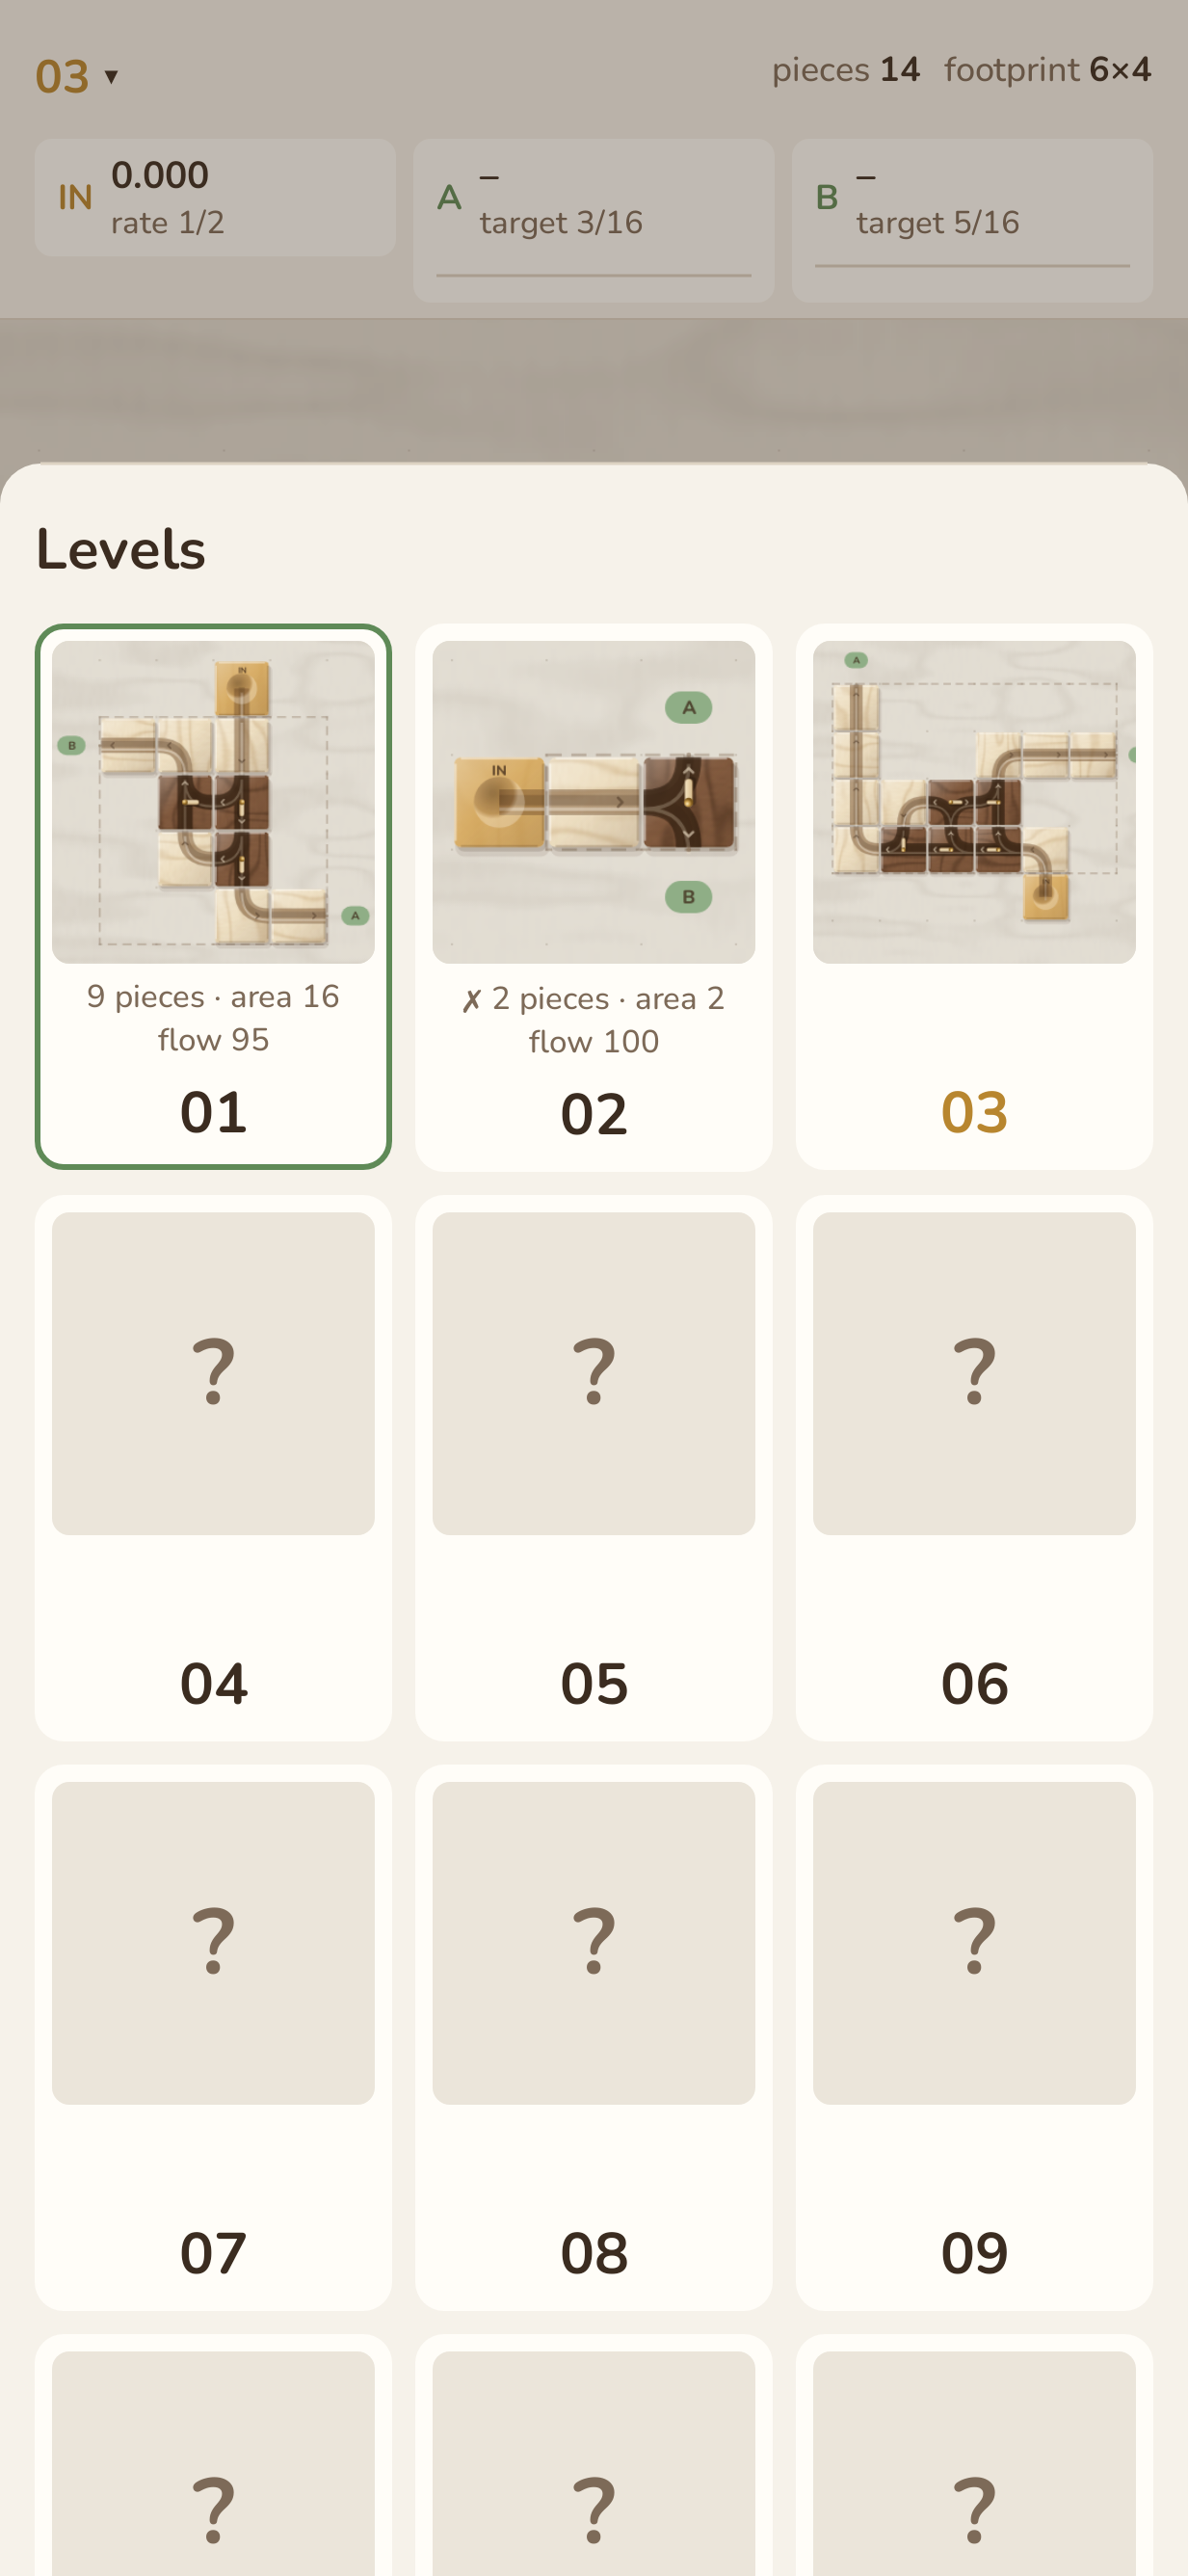 03 ▾
pieces 14 footprint 6×4
IN 0.000
rate 1/2
A –
target 3/16
B –
target 5/16
Levels
IN
B
A
9 pieces · area 16
flow 95
01
A
IN
B
✗ 2 pieces · area 2
flow 100
02
A
03
?
04
?
05
?
06
?
07
?
08
?
09
?
?
?